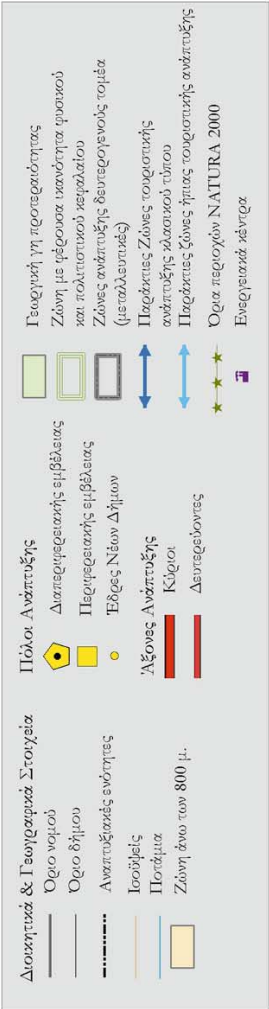 Διοικητικά & Γεωγραφικά Στοιχεία
Όριο νομού
Όριο δήμου
Αναπτυξιακές ενότητες
Ισοϋψείς
Ποτάμια
Ζώνη άνω των 800 μ.
Πόλοι Ανάπτυξης
Διαπεριφερειακής εμβέλειας
Περιφερειακής εμβέλειας
Έδρες Νέων Δήμων
Άξονες Ανάπτυξης
Κύριοι
Δευτερεύοντες
Γεωργική γη προτεραιότητας
Ζώνη με φέρουσα ικανότητα φυσικού
και πολιτιστικού κεφαλαίου
Ζώνες ανάπτυξης δευτερογενούς τομέα
(μεταλλευτικές)
Παράκτιες Ζώνες τουριστικής
ανάπτυξης κλασικού τύπου
Παράκτιες ζώνες ήπιας τουριστικής ανάπτυξης
Όρια περιοχών NATURA 2000
Ενεργειακά κέντρα